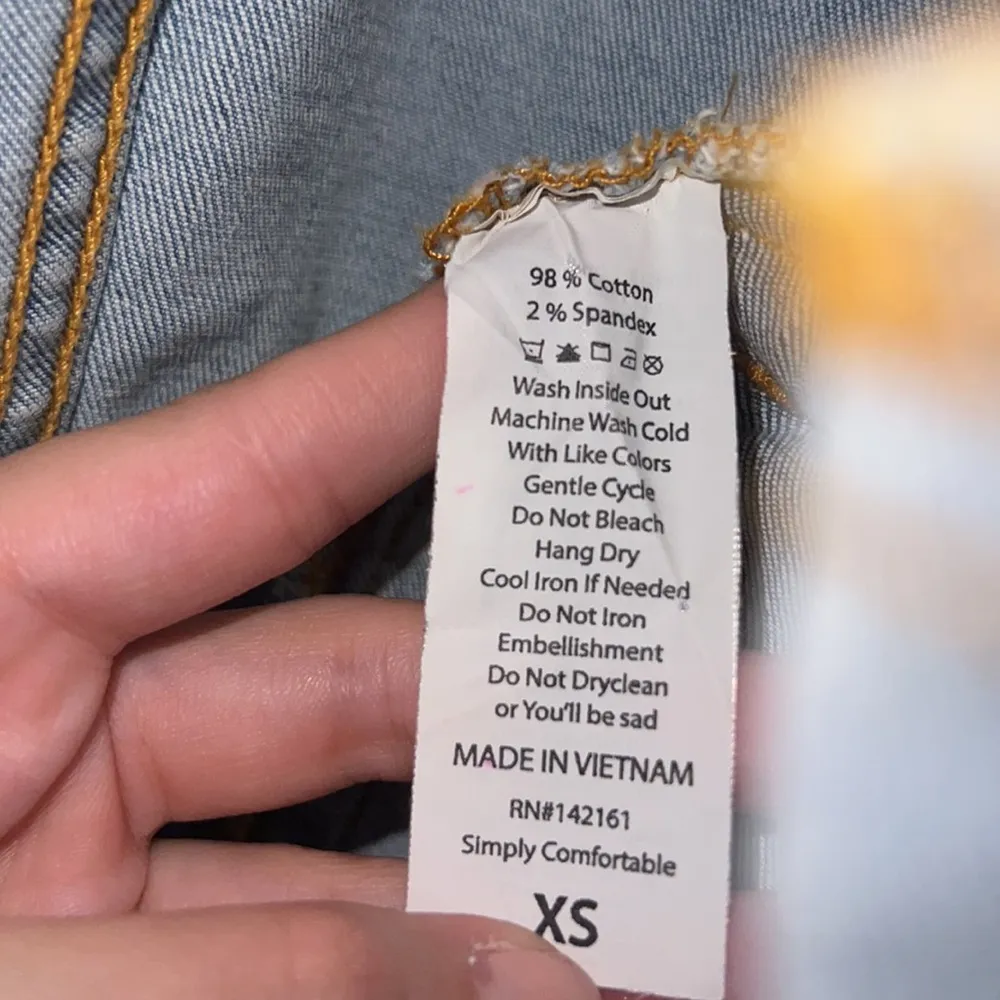 98 % Cotton
2 % Spandex
Wash Inside Out
Machine Wash Cold
With Like Colors
Gentle Cycle
Do Not Bleach
Hang Dry
Cool Iron If Needed
Do Not Iron
Embellishment
Do Not Dryclean
or You'll be sad
MADE IN VIETNAM
RN#142161
Simply Comfortable
XS